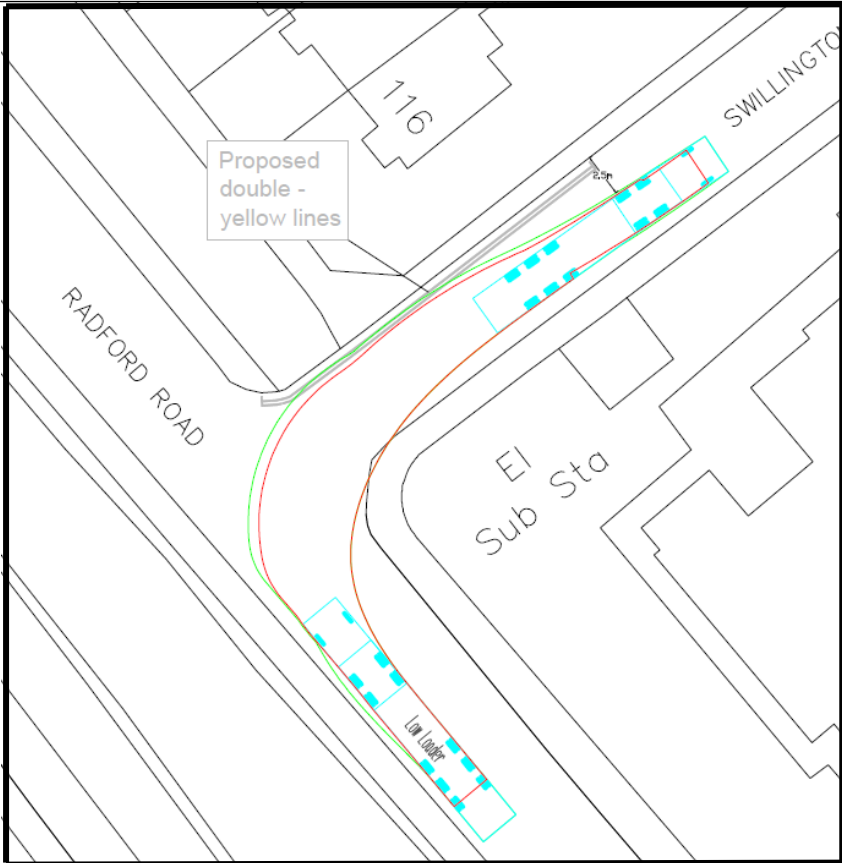 116
SWILLINGTO
Proposed
double -
yellow lines
2.5m
RADFORD ROAD
El
Sub Sta
Low Loader